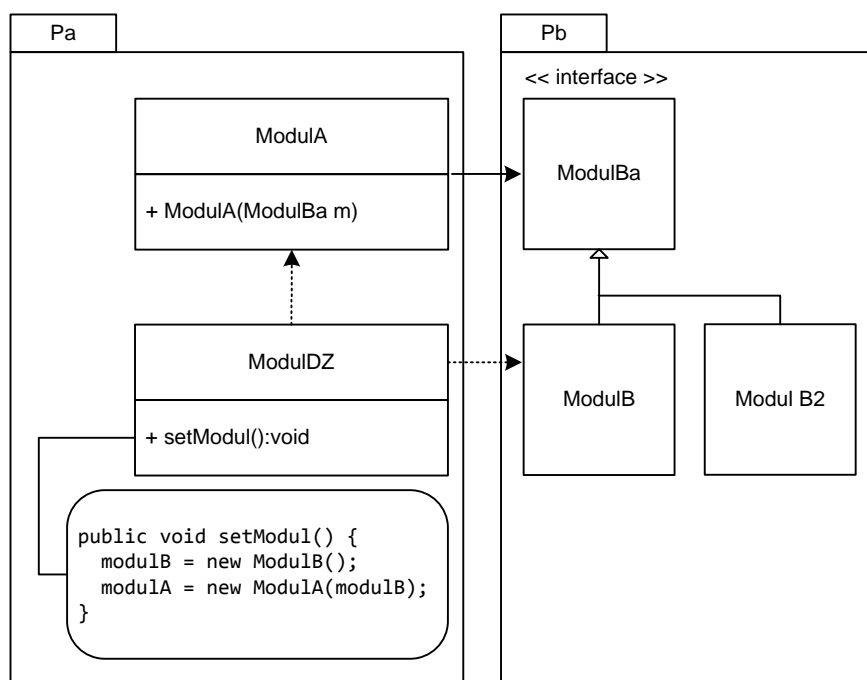 Pa
Pb
<< interface >>
ModulA
ModulBa
+ ModulA(ModulBa m)
ModulDZ
ModulB
Modul B2
+ setModul():void
public void setModul() {
modulB = new ModulB();
modulA = new ModulA(modulB);
}